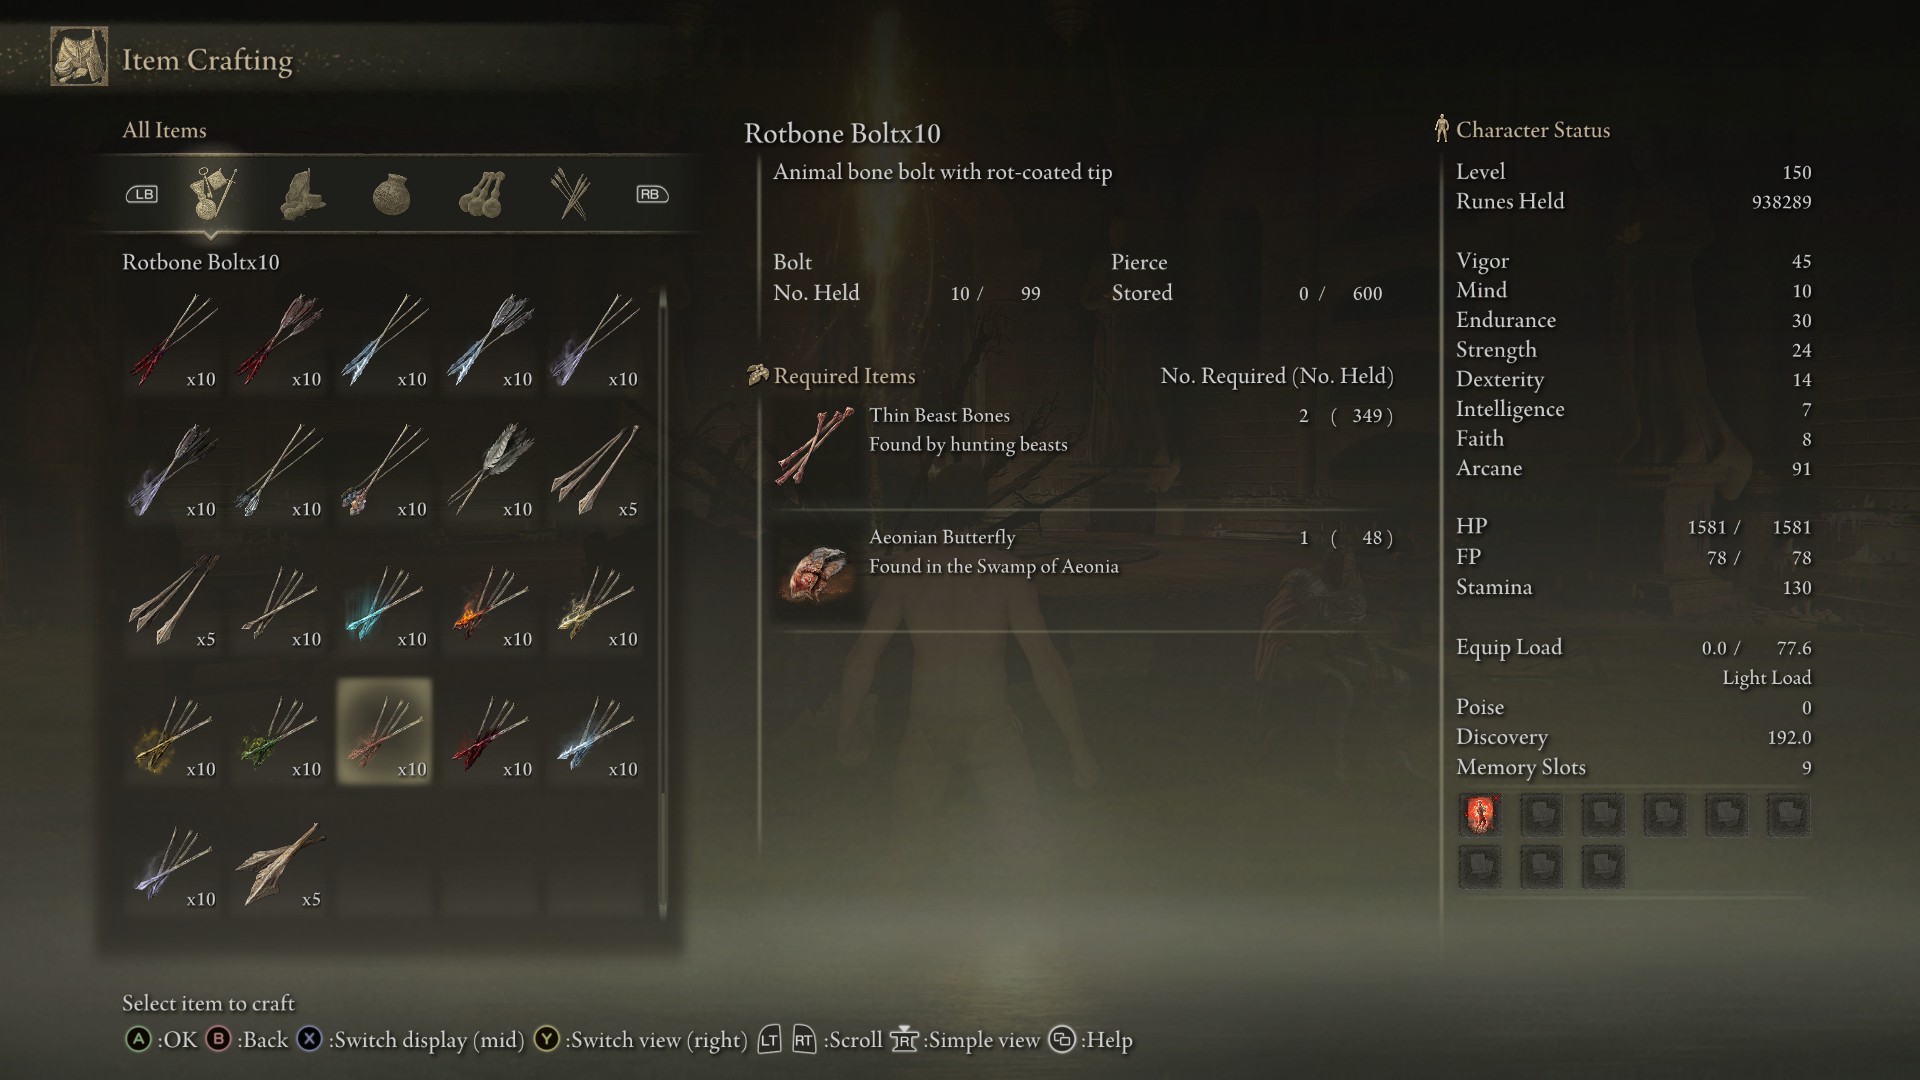 Item Crafting
All Items
LB
RB
Rotbone Boltx10
x10 x10 x10 x10 x10
x10 x10 x10 x10 x5
x5 x10 x10 x10 x10
x10 x10 x10 x10 x10
x10 x5
Rotbone Boltx10
Animal bone bolt with rot-coated tip
Bolt Pierce
No. Held 10 / 99 Stored 0 / 600
Required Items No. Required (No. Held)
Thin Beast Bones 2 ( 349 )
Found by hunting beasts
Aeonian Butterfly 1 ( 48 )
Found in the Swamp of Aeonia
Character Status
Level 150
Runes Held 938289
Vigor 45
Mind 10
Endurance 30
Strength 24
Dexterity 14
Intelligence 7
Faith 8
Arcane 91
HP 1581 / 1581
FP 78 / 78
Stamina 130
Equip Load 0.0 / 77.6
Light Load
Poise 0
Discovery 192.0
Memory Slots 9
Select item to craft
A :OK B :Back X :Switch display (mid) Y :Switch view (right) LT RT :Scroll R :Simple view :Help